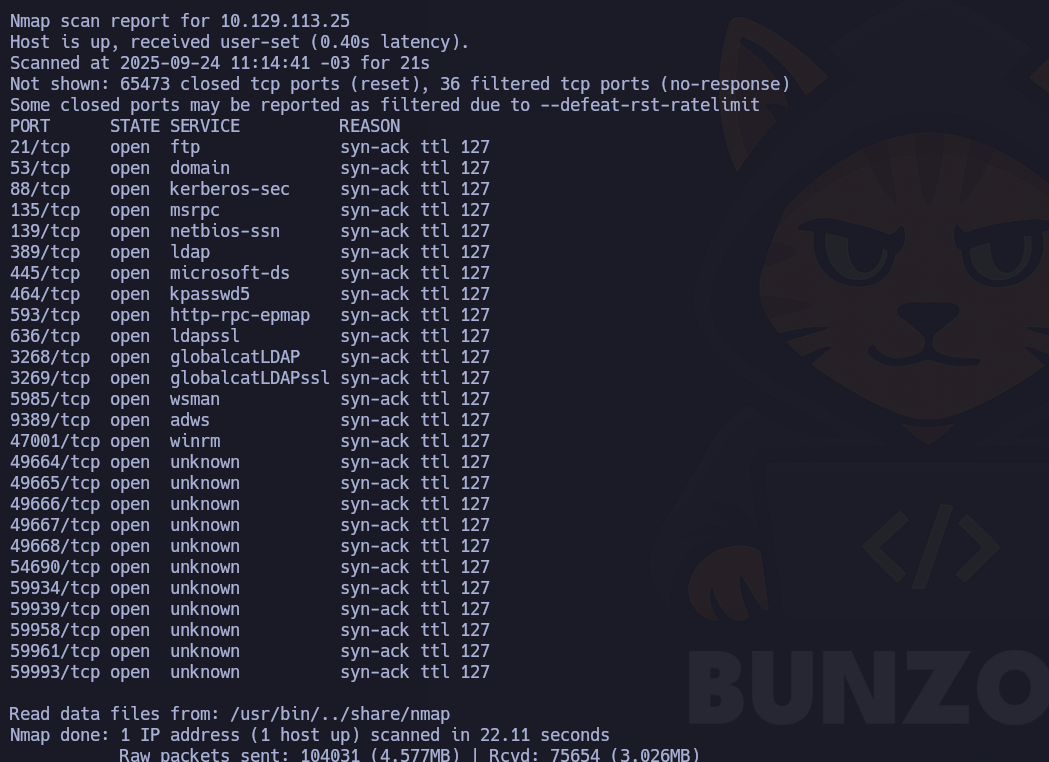 Nmap scan report for 10.129.113.25
Host is up, received user-set (0.40s latency).
Scanned at 2025-09-24 11:14:41 -03 for 21s
Not shown: 65473 closed tcp ports (reset), 36 filtered tcp ports (no-response)
Some closed ports may be reported as filtered due to --defeat-rst-ratelimit
PORT      STATE SERVICE          REASON
21/tcp    open  ftp              syn-ack ttl 127
53/tcp    open  domain           syn-ack ttl 127
88/tcp    open  kerberos-sec     syn-ack ttl 127
135/tcp   open  msrpc            syn-ack ttl 127
139/tcp   open  netbios-ssn      syn-ack ttl 127
389/tcp   open  ldap             syn-ack ttl 127
445/tcp   open  microsoft-ds     syn-ack ttl 127
464/tcp   open  kpasswd5         syn-ack ttl 127
593/tcp   open  http-rpc-epmap   syn-ack ttl 127
636/tcp   open  ldapssl          syn-ack ttl 127
3268/tcp  open  globalcatLDAP    syn-ack ttl 127
3269/tcp  open  globalcatLDAPssl syn-ack ttl 127
5985/tcp  open  wsman            syn-ack ttl 127
9389/tcp  open  adws             syn-ack ttl 127
47001/tcp open  winrm            syn-ack ttl 127
49664/tcp open  unknown          syn-ack ttl 127
49665/tcp open  unknown          syn-ack ttl 127
49666/tcp open  unknown          syn-ack ttl 127
49667/tcp open  unknown          syn-ack ttl 127
49668/tcp open  unknown          syn-ack ttl 127
54690/tcp open  unknown          syn-ack ttl 127
59934/tcp open  unknown          syn-ack ttl 127
59939/tcp open  unknown          syn-ack ttl 127
59958/tcp open  unknown          syn-ack ttl 127
59961/tcp open  unknown          syn-ack ttl 127
59993/tcp open  unknown          syn-ack ttl 127
</>
BUNZO
Read data files from: /usr/bin/../share/nmap
Nmap done: 1 IP address (1 host up) scanned in 22.11 seconds
Raw packets sent: 104031 (4.577MB) | Rcvd: 75654 (3.026MB)